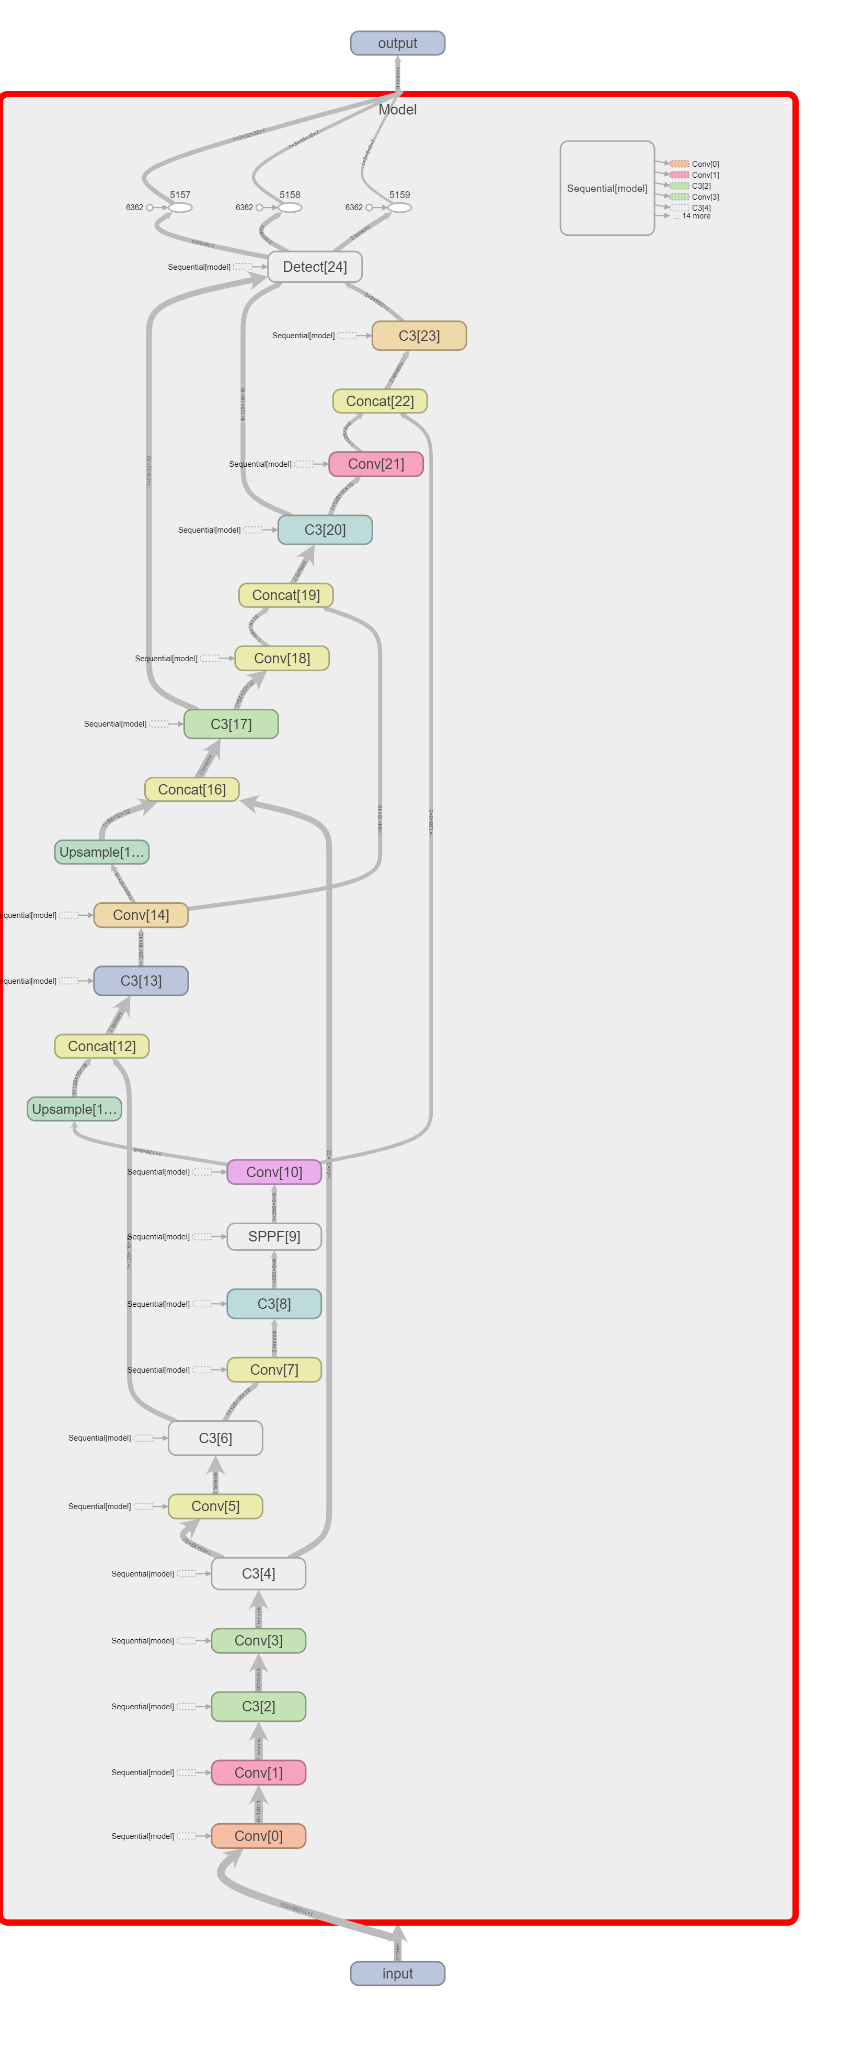 output
Model
Sequential[model]
Conv[0]
Conv[1]
C3[2]
Conv[3]
C3[4]
... 14 more
5157
5158
5159
6362
6362
6362
Sequential[model]
Detect[24]
Sequential[model]
C3[23]
Concat[22]
Sequential[model]
Conv[21]
Sequential[model]
C3[20]
Concat[19]
Sequential[model]
Conv[18]
Sequential[model]
C3[17]
Concat[16]
Upsample[1...
equential[model]
Conv[14]
equential[model]
C3[13]
Concat[12]
Upsample[1...
Sequential[model]
Conv[10]
Sequential[model]
SPPF[9]
Sequential[model]
C3[8]
Sequential[model]
Conv[7]
Sequential[model]
C3[6]
Sequential[model]
Conv[5]
Sequential[model]
C3[4]
Sequential[model]
Conv[3]
Sequential[model]
C3[2]
Sequential[model]
Conv[1]
Sequential[model]
Conv[0]
input